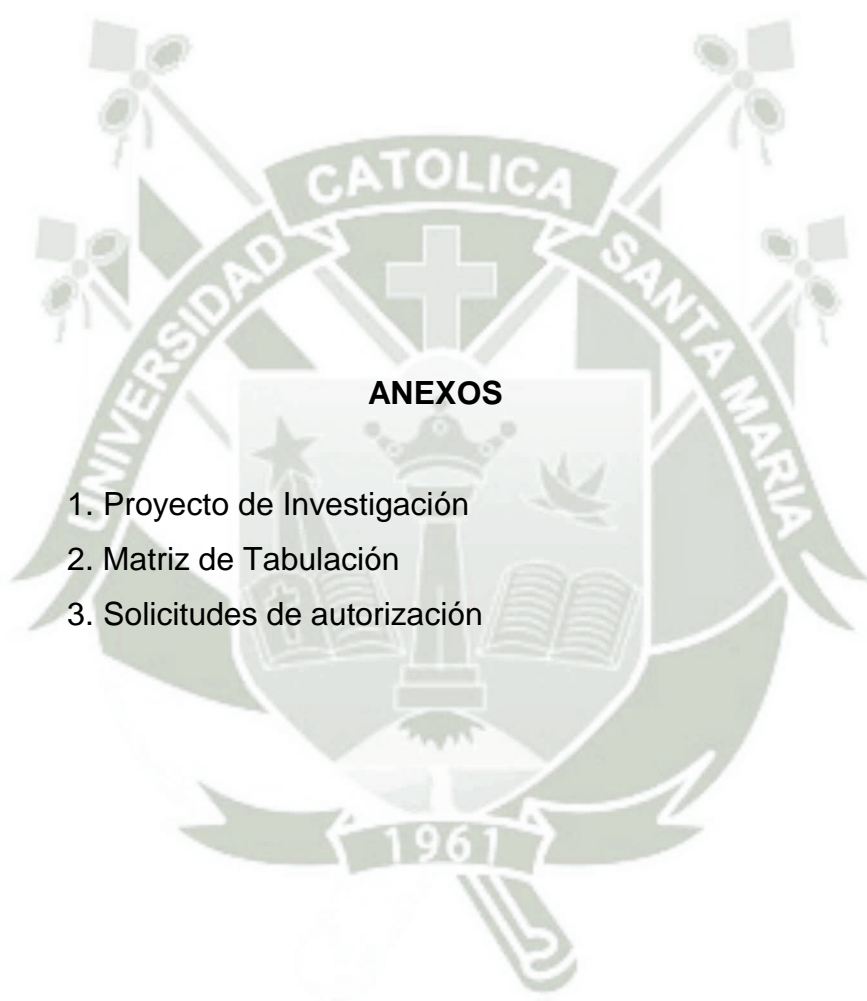 UNIVERSIDAD CATOLICA SANTA MARIA
ANEXOS
1. Proyecto de Investigación
2. Matriz de Tabulación
3. Solicitudes de autorización
1961